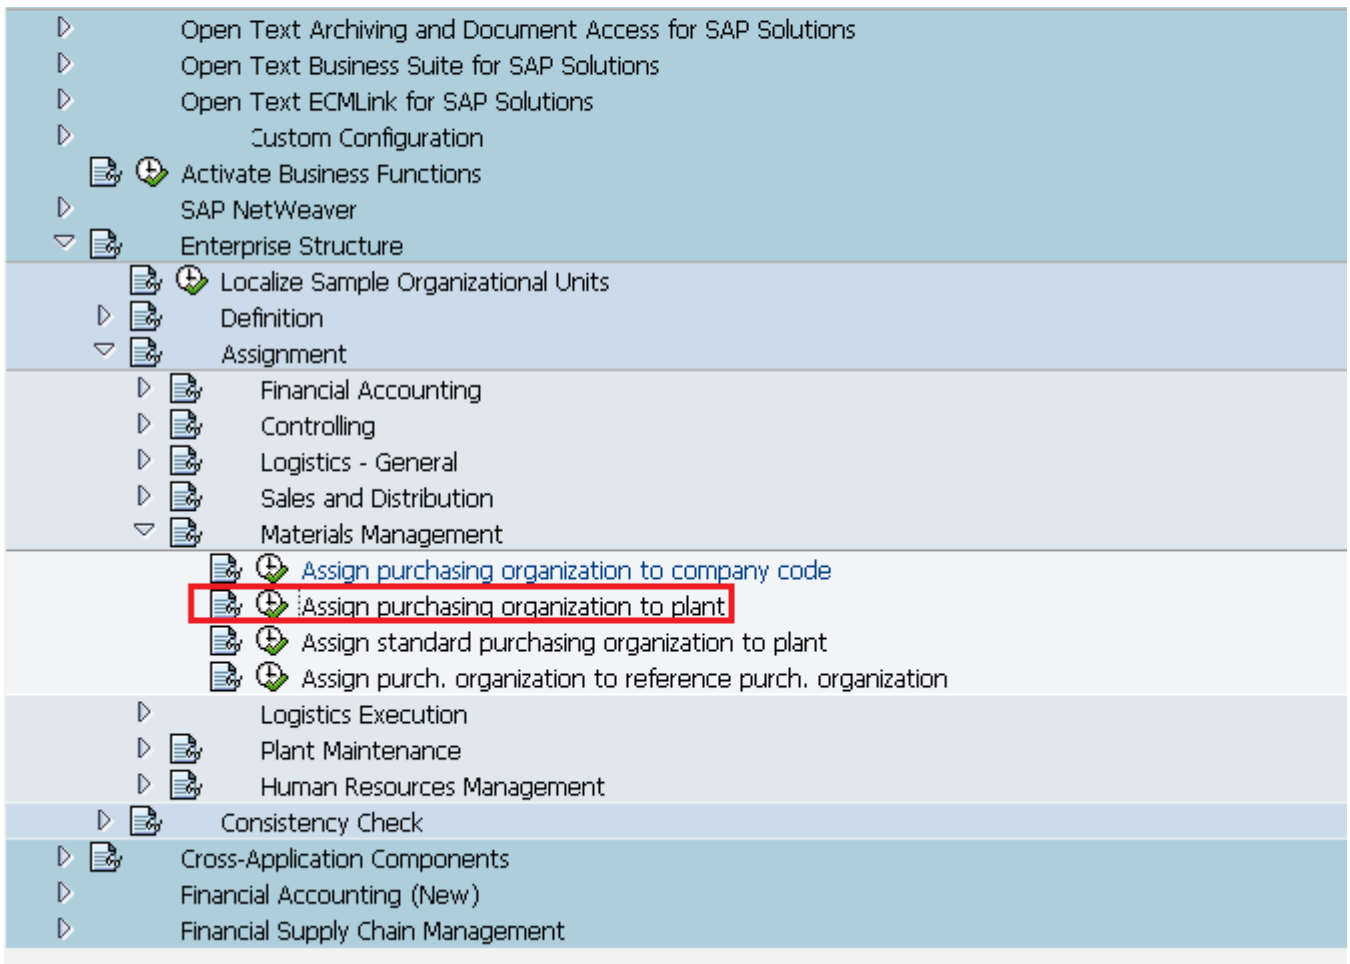 Open Text Archiving and Document Access for SAP Solutions
Open Text Business Suite for SAP Solutions
Open Text ECMLink for SAP Solutions
Custom Configuration
Activate Business Functions
SAP NetWeaver
Enterprise Structure
Localize Sample Organizational Units
Definition
Assignment
Financial Accounting
Controlling
Logistics - General
Sales and Distribution
Materials Management
Assign purchasing organization to company code
Assign purchasing organization to plant
Assign standard purchasing organization to plant
Assign purch. organization to reference purch. organization
Logistics Execution
Plant Maintenance
Human Resources Management
Consistency Check
Cross-Application Components
Financial Accounting (New)
Financial Supply Chain Management